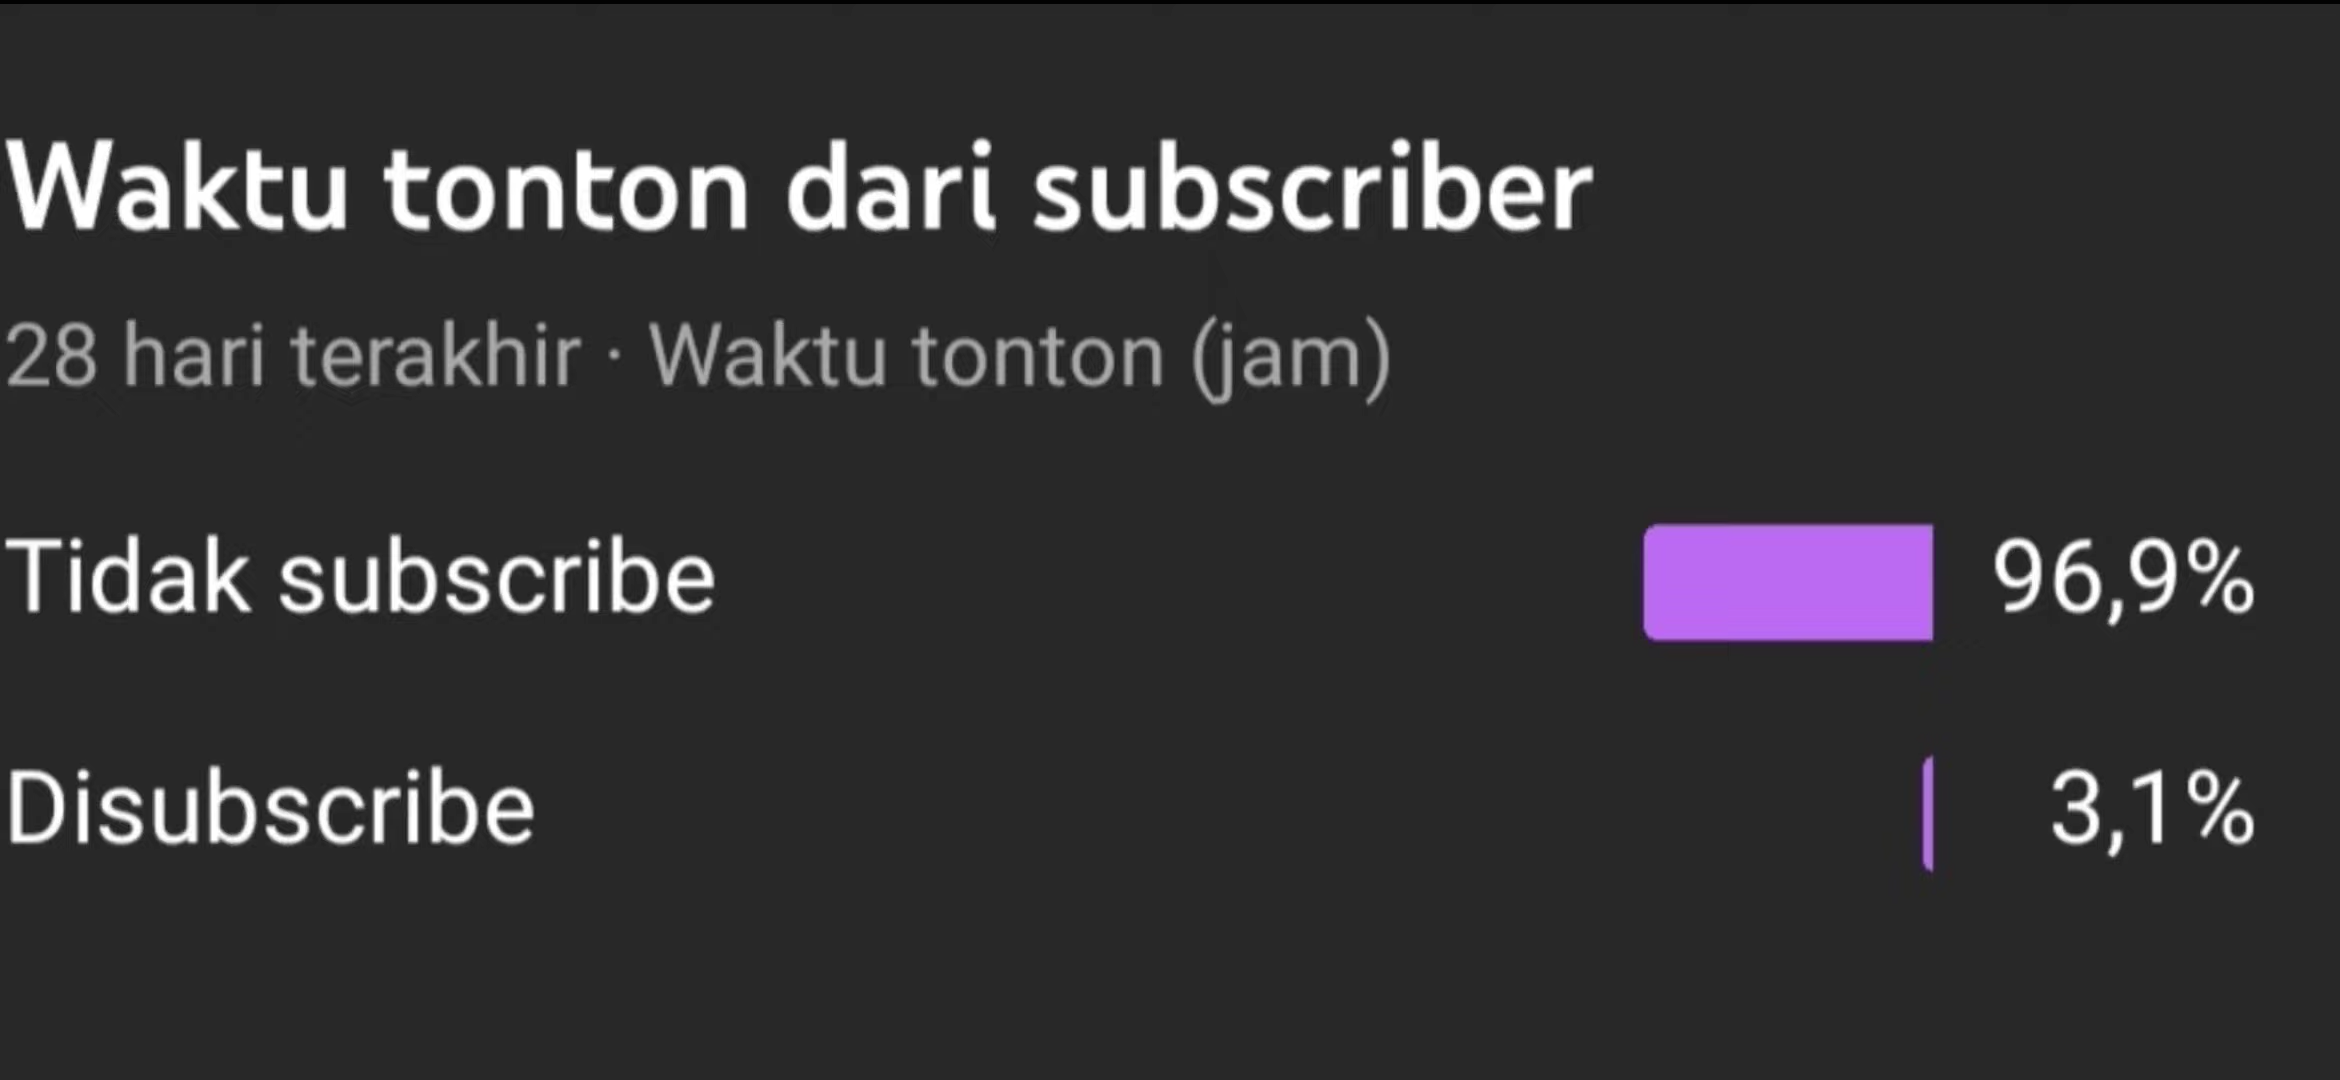 Waktu tonton dari subscriber
28 hari terakhir · Waktu tonton (jam)
Tidak subscribe 96,9%
Disubscribe 3,1%